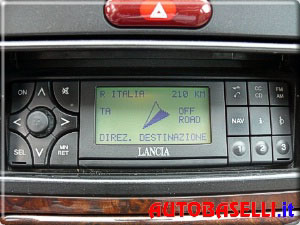 ON
CC
CD
FM
AM
R ITALIA 210 KM
TA OFF
ROAD
DIREZ. DESTINAZIONE
NAV
i
SEL
MN
RET
LANCIA
1 2 3
AUTOBASELLI.it